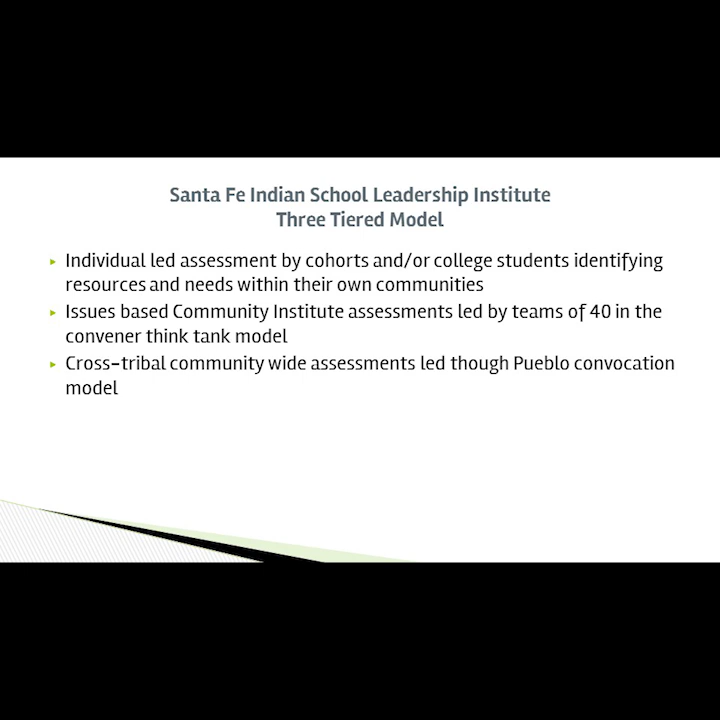 Santa Fe Indian School Leadership Institute
Three Tiered Model
Individual led assessment by cohorts and/or college students identifying
resources and needs within their own communities
Issues based Community Institute assessments led by teams of 40 in the
convener think tank model
Cross-tribal community wide assessments led though Pueblo convocation
model